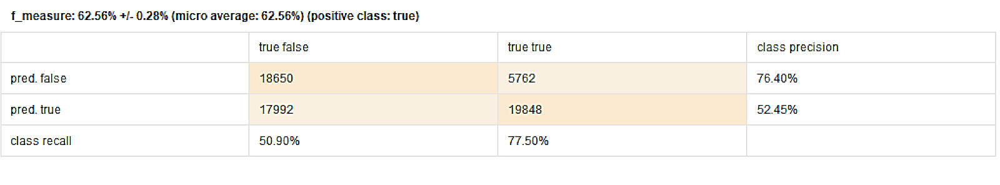 f_measure: 62.56% +/- 0.28% (micro average: 62.56%) (positive class: true)
true false true true class precision
pred. false 18650 5762 76.40%
pred. true 17992 19848 52.45%
class recall 50.90% 77.50%